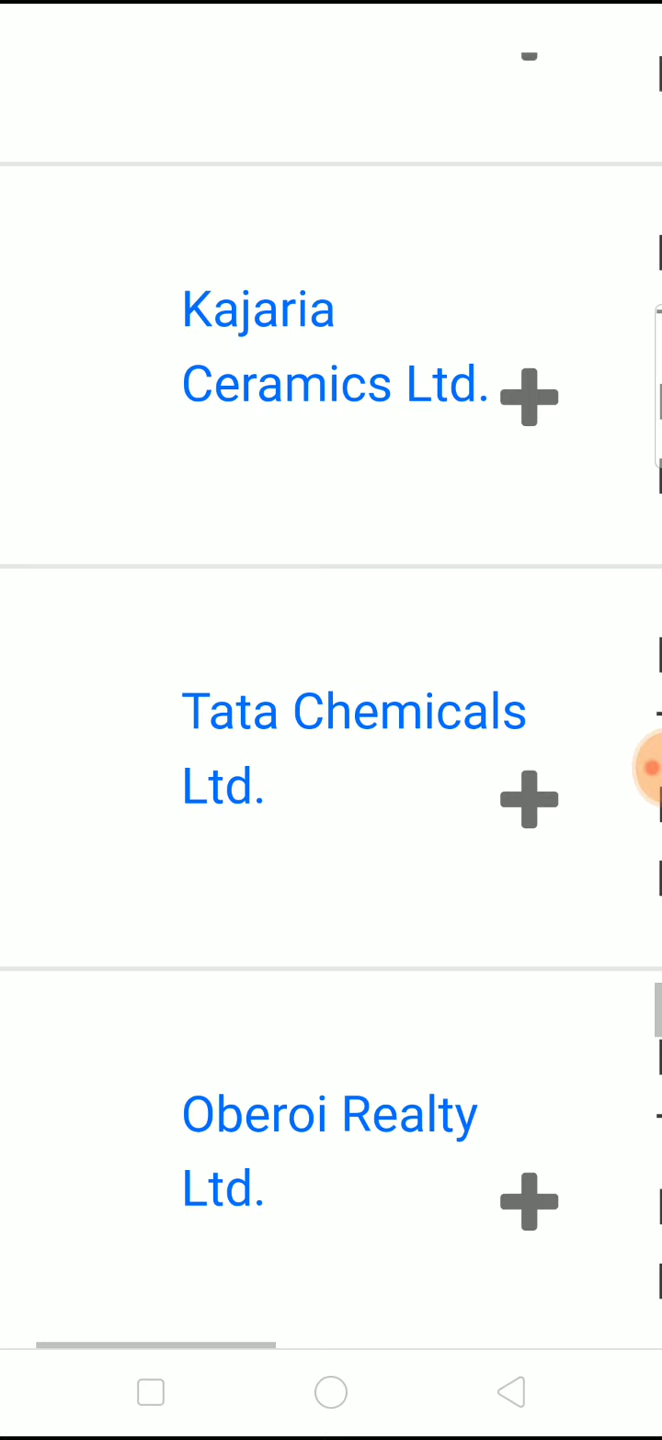 Kajaria
Ceramics Ltd.
Tata Chemicals
Ltd.
Oberoi Realty
Ltd.